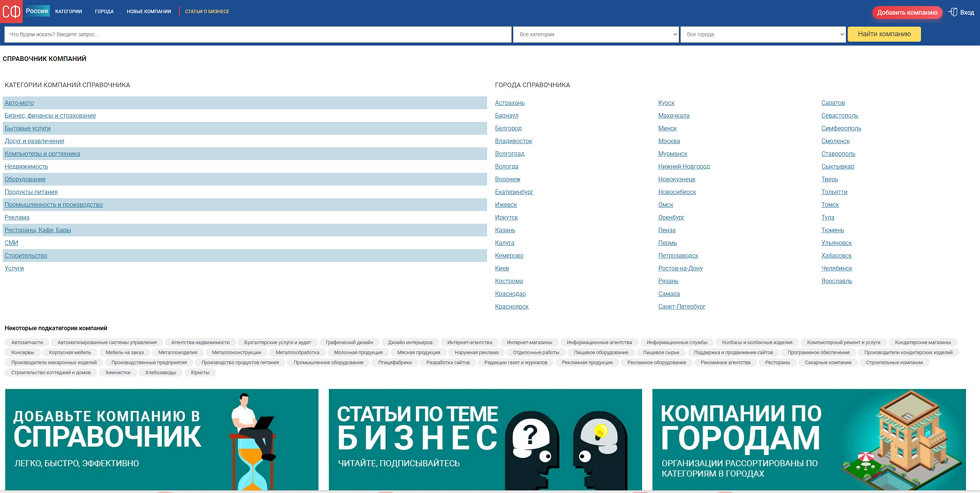 СФ Россия КАТЕГОРИИ ГОРОДА НОВЫЕ КОМПАНИИ СТАТЬИ О БИЗНЕСЕ Добавить компанию Вход
Что будем искать? Введите запрос... Все категории Все города Найти компанию
СПРАВОЧНИК КОМПАНИЙ
КАТЕГОРИИ КОМПАНИЙ СПРАВОЧНИКА
Авто-мото
Бизнес, финансы и страхование
Бытовые услуги
Досуг и развлечения
Компьютеры и оргтехника
Недвижимость
Оборудование
Продукты питания
Промышленность и производство
Реклама
Рестораны, Кафе, Бары
СМИ
Строительство
Услуги
ГОРОДА СПРАВОЧНИКА
Астрахань
Барнаул
Белгород
Владивосток
Волгоград
Вологда
Воронеж
Екатеринбург
Ижевск
Иркутск
Казань
Калуга
Кемерово
Киев
Кострома
Краснодар
Красноярск
Курск
Махачкала
Минск
Москва
Мурманск
Нижний Новгород
Новокузнецк
Новосибирск
Омск
Оренбург
Пенза
Пермь
Петрозаводск
Ростов-на-Дону
Рязань
Самара
Санкт-Петербург
Саратов
Севастополь
Симферополь
Смоленск
Ставрополь
Сыктывкар
Тверь
Тольятти
Томск
Тула
Тюмень
Ульяновск
Хабаровск
Челябинск
Ярославль
Некоторые подкатегории компаний
Автозапчасти Автоматизированные системы управления Агентства недвижимости Бухгалтерские услуги и аудит Графический дизайн Дизайн интерьеров Интернет-агентства Интернет-магазины Информационные агентства Информационные службы Колбасы и колбасные изделия Компьютерный ремонт и услуги Кондитерские магазины
Консервы Корпусная мебель Мебель на заказ Металлоизделия Металлоконструкции Металлообработка Молочная продукция Мясная продукция Наружная реклама Отделочные работы Пищевое оборудование Пищевое сырье Поддержка и продвижение сайтов Программное обеспечение Производители кондитерских изделий
Производители макаронных изделий Производственные предприятия Производство продуктов питания Промышленное оборудование Птицефабрики Разработка сайтов Редакции газет и журналов Рекламная продукция Рекламное оборудование Рекламные агентства Рестораны Сахарные компании Строительные компании
Строительство коттеджей и домов Химчистки Хлебозаводы Юристы
ДОБАВЬТЕ КОМПАНИЮ В
СПРАВОЧНИК
ЛЕГКО, БЫСТРО, ЭФФЕКТИВНО
СТАТЬИ ПО ТЕМЕ
БИЗНЕС
ЧИТАЙТЕ, ПОДПИСЫВАЙТЕСЬ
?
КОМПАНИИ ПО
ГОРОДАМ
ОРГАНИЗАЦИИ РАССОРТИРОВАНЫ ПО
КАТЕГОРИЯМ В ГОРОДАХ